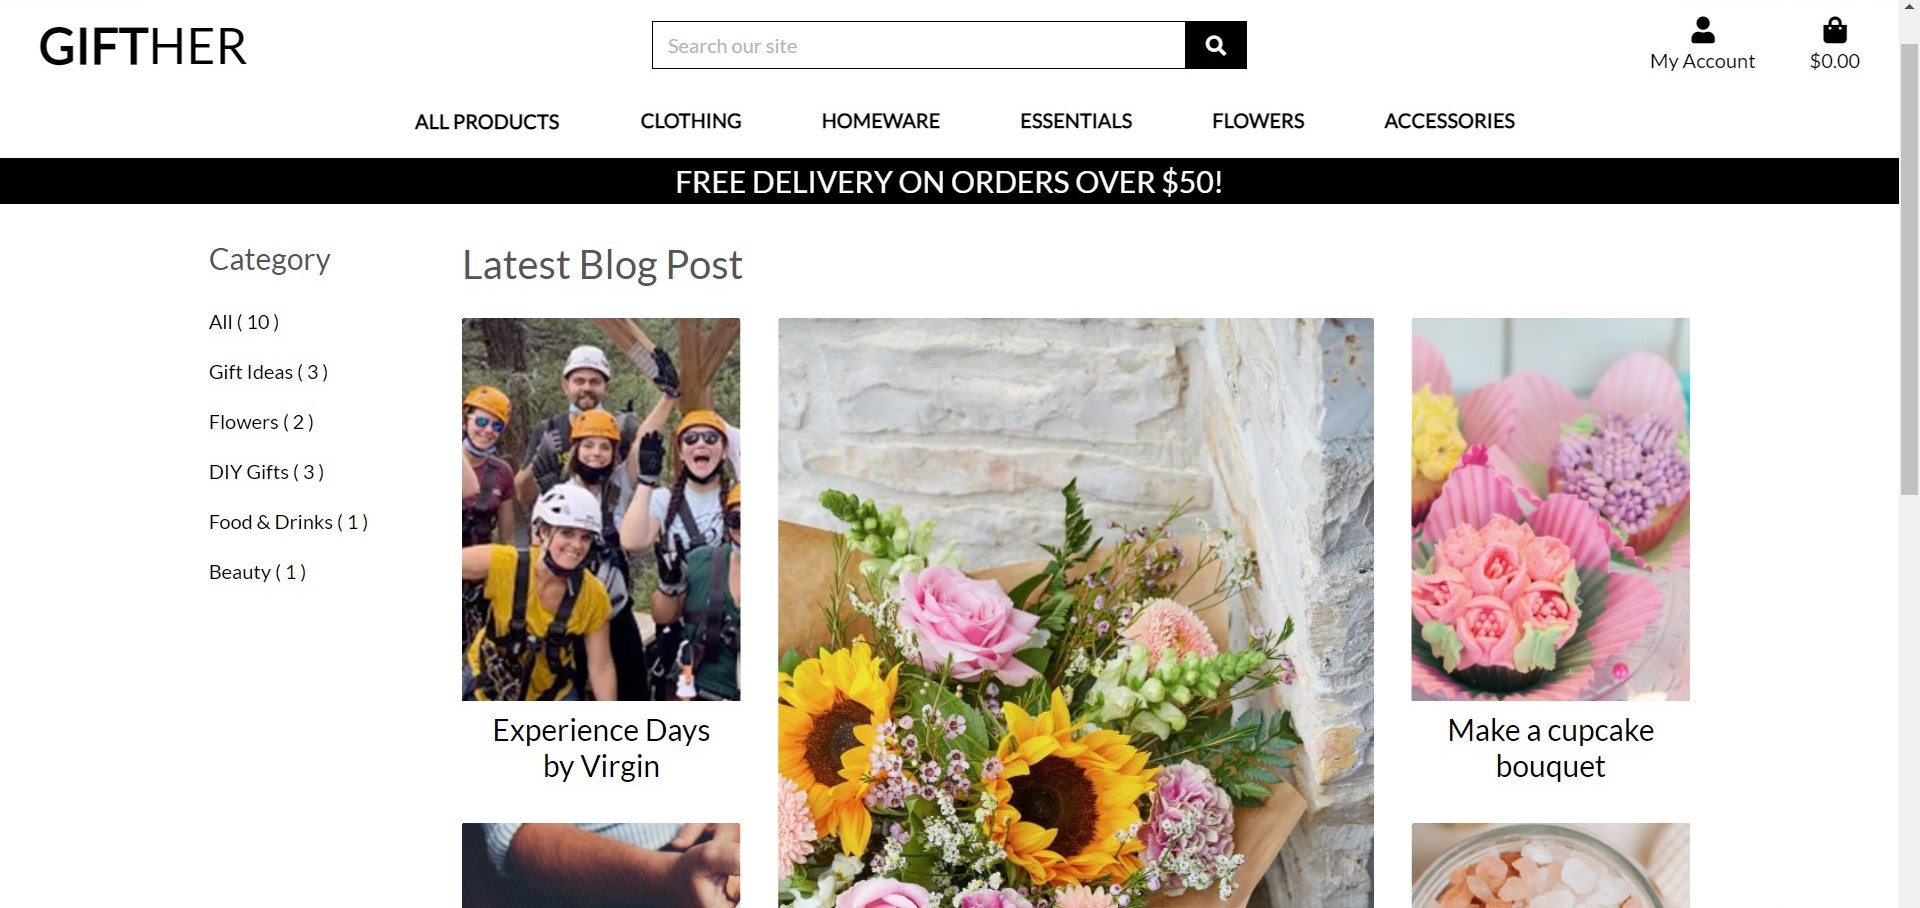 GIFTHER
Search our site
My Account
$0.00
ALL PRODUCTS
CLOTHING
HOMEWARE
ESSENTIALS
FLOWERS
ACCESSORIES
FREE DELIVERY ON ORDERS OVER $50!
Category
All ( 10 )
Gift Ideas ( 3 )
Flowers ( 2 )
DIY Gifts ( 3 )
Food & Drinks ( 1 )
Beauty ( 1 )
Latest Blog Post
Experience Days
by Virgin
Make a cupcake
bouquet